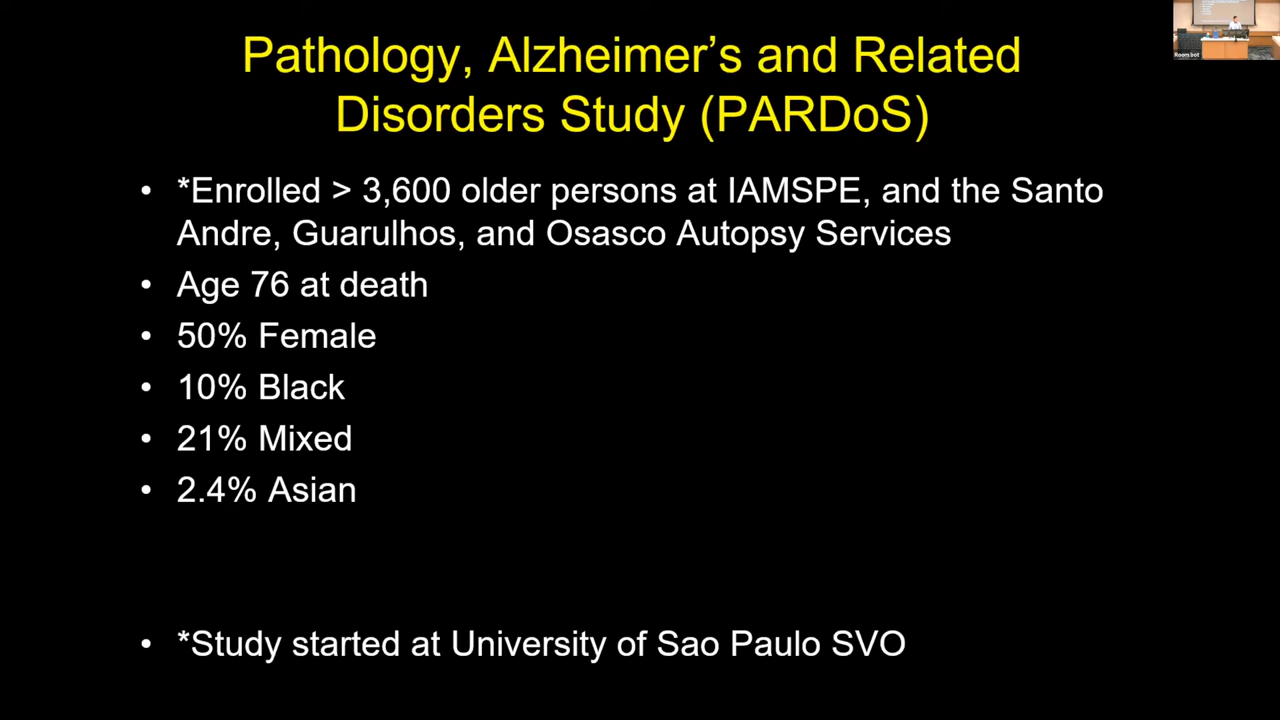 Pathology, Alzheimer’s and Related
Disorders Study (PARDoS)
• *Enrolled > 3,600 older persons at IAMSPE, and the Santo
Andre, Guarulhos, and Osasco Autopsy Services
• Age 76 at death
• 50% Female
• 10% Black
• 21% Mixed
• 2.4% Asian
• *Study started at University of Sao Paulo SVO
Room bot